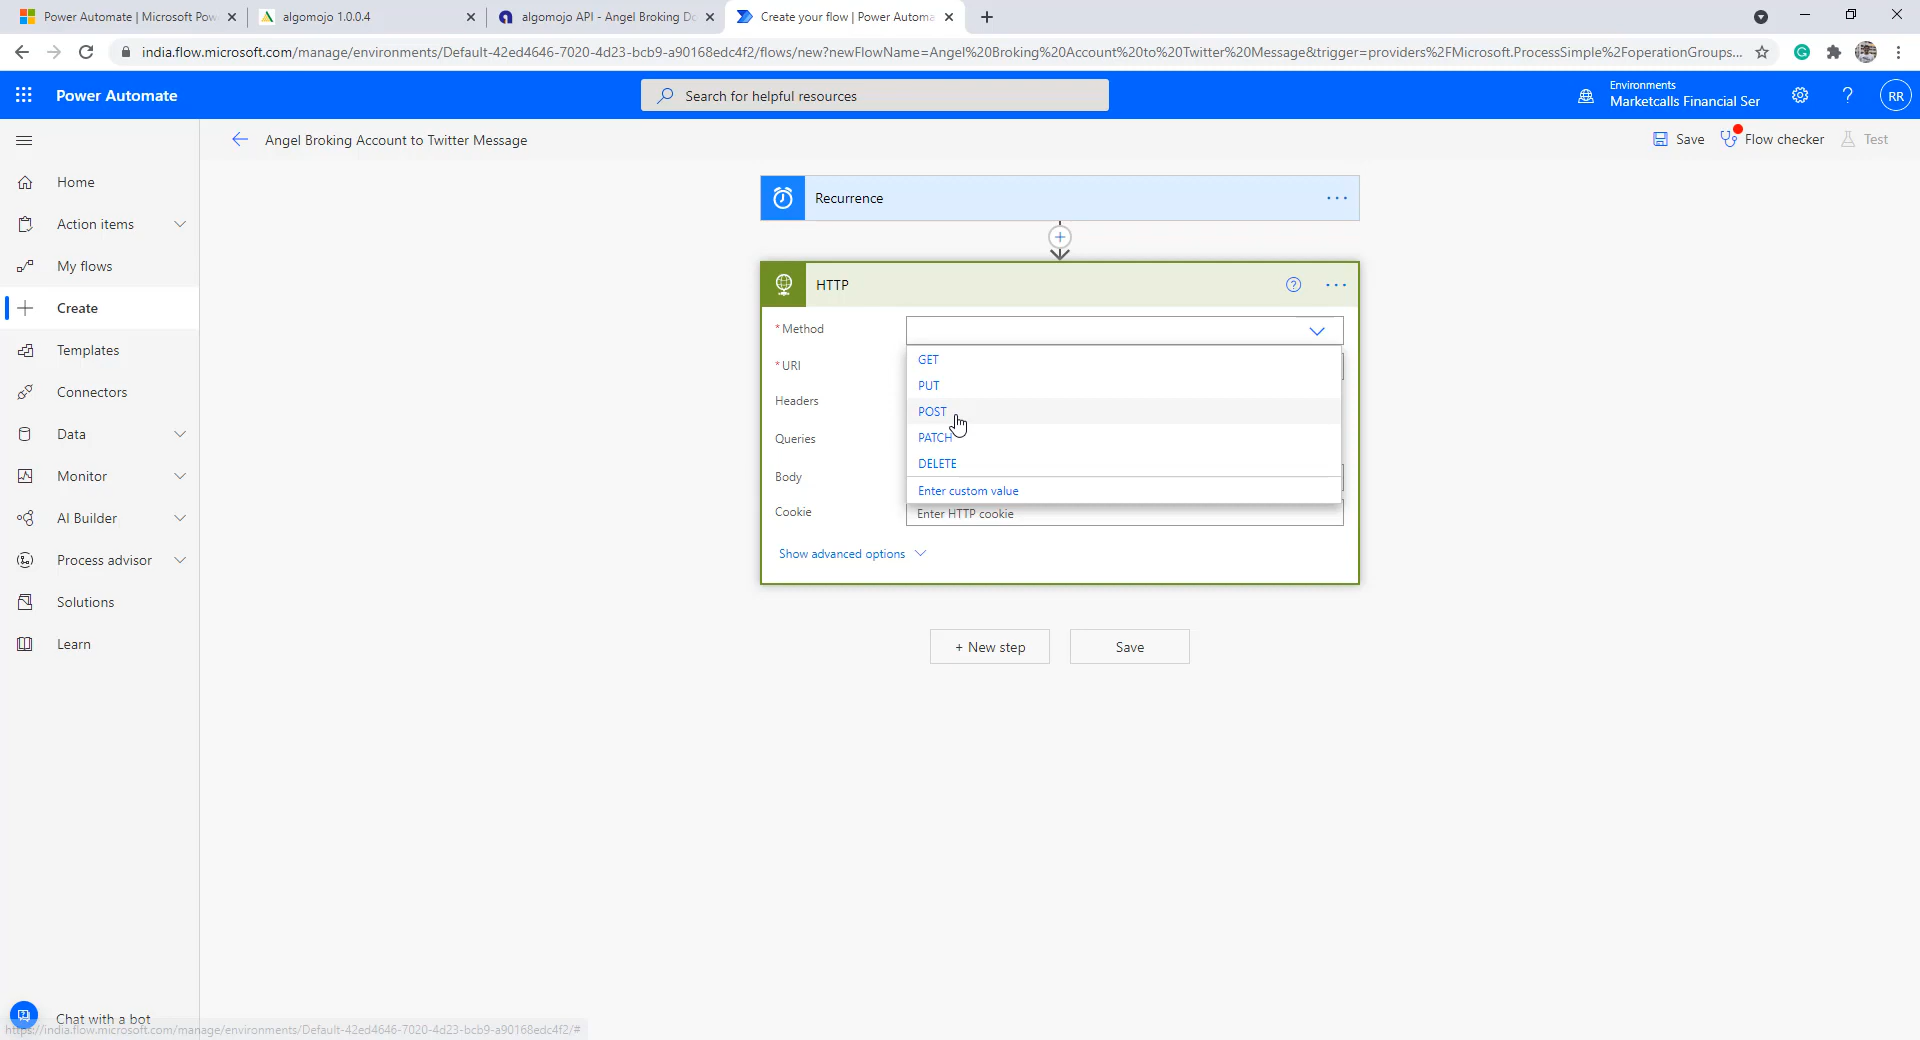 Power Automate | Microsoft Pow
algomojo 1.0.0.4
algomojo API - Angel Broking Do
Create your flow | Power Automa
india.flow.microsoft.com/manage/environments/Default-42ed4646-7020-4d23-bcb9-a90168edc4f2/flows/new?newFlowName=Angel%20Broking%20Account%20to%20Twitter%20Message&trigger=providers%2FMicrosoft.ProcessSimple%2FoperationGroups...
Power Automate
Search for helpful resources
Environments
Marketcalls Financial Ser
?
RR
Angel Broking Account to Twitter Message
Save
Flow checker
Test
Home
Action items
My flows
Create
Templates
Connectors
Data
Monitor
AI Builder
Process advisor
Solutions
Learn
Recurrence
HTTP
* Method
* URI
Headers
Queries
Body
Cookie
GET
PUT
POST
PATCH
DELETE
Enter custom value
Enter HTTP cookie
Show advanced options
+ New step
Save
Chat with a bot
https://india.flow.microsoft.com/manage/environments/Default-42ed4646-7020-4d23-bcb9-a90168edc4f2/#